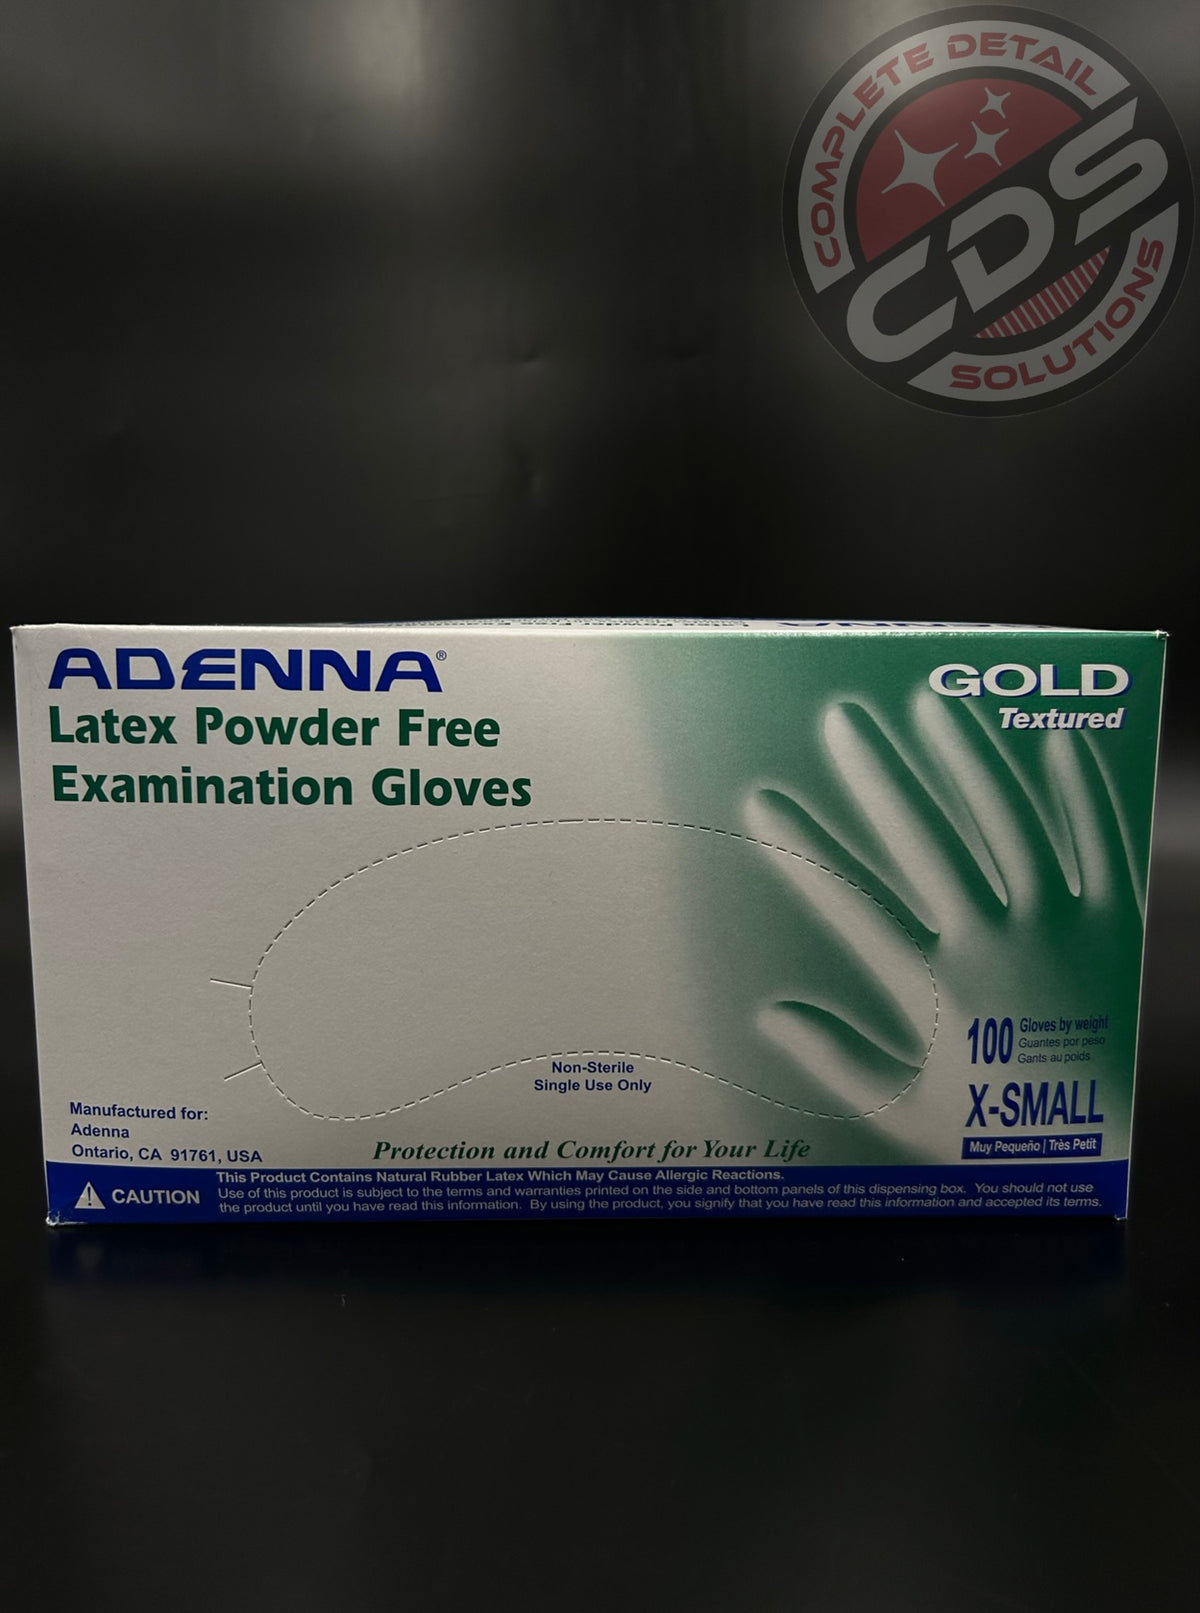 COMPLETE DETAIL
CDS
SOLUTIONS
ADENNA®
Latex Powder Free
Examination Gloves
GOLD
Textured
100 Gloves by weight
Guantes por peso
Gants au poids
X-SMALL
Muy Pequeño | Très Petit
Non-Sterile
Single Use Only
Manufactured for:
Adenna
Ontario, CA 91761, USA
Protection and Comfort for Your Life
CAUTION
This Product Contains Natural Rubber Latex Which May Cause Allergic Reactions.
Use of this product is subject to the terms and warranties printed on the side and bottom panels of this dispensing box. You should not use
the product until you have read this information. By using the product, you signify that you have read this information and accepted its terms.